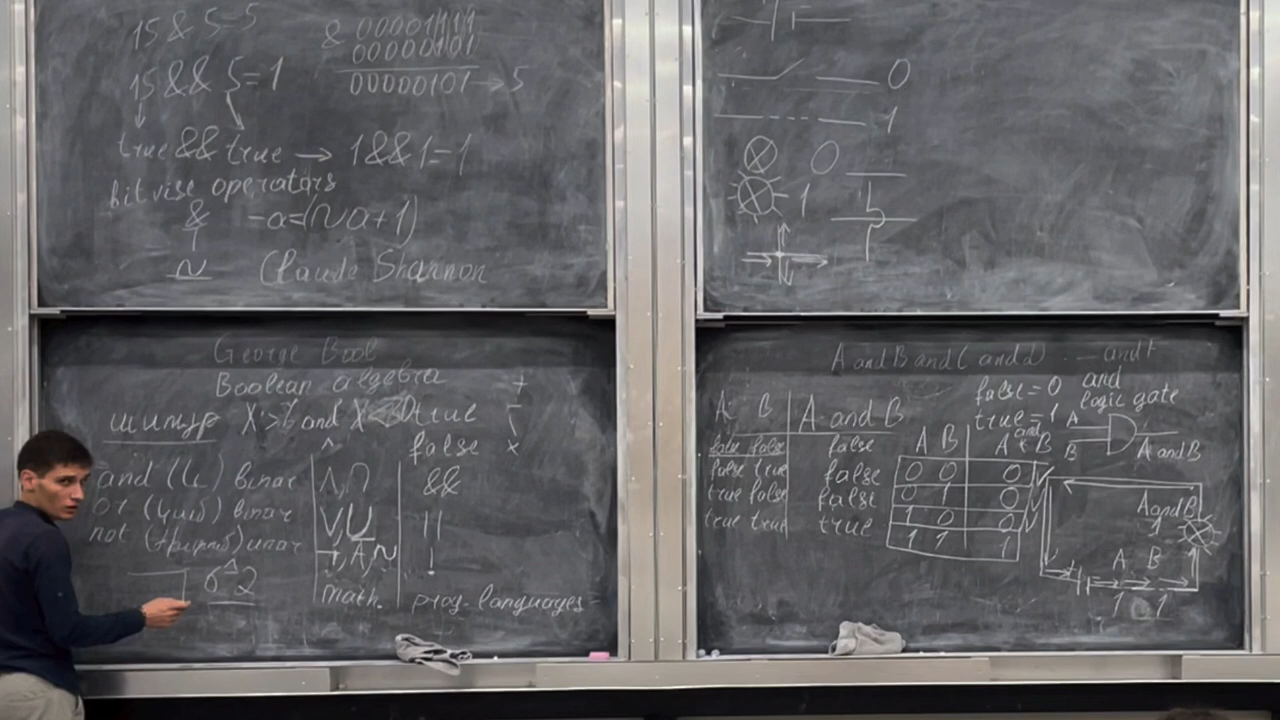 15 & 5=5
& 00001111
00000101
00000101 → 5
15 && 5=1
true && true → 1&&1=1
bitwise operators
&
|
~
-a=(~a+1)
Claude Shannon
0
1
0
1
George Bool
Boolean algebra
+
-
x
X>7 and X<0 true
^
false
and (և) binar
or (կամ) binar
not (ժխտում) unar
∧, ∩
∨ ∪
¬, Ā, ~
&&
||
!
6^2
math.
prog. languages
A and B and C and d ... and f
A B A and B
false false false
false true false
true false false
true true true
false = 0
true = 1
and
logic gate
A
B
A and B
and
A B A & B
0 0 0
0 1 0
1 0 0
1 1 1
A and B
1
A B
1 1